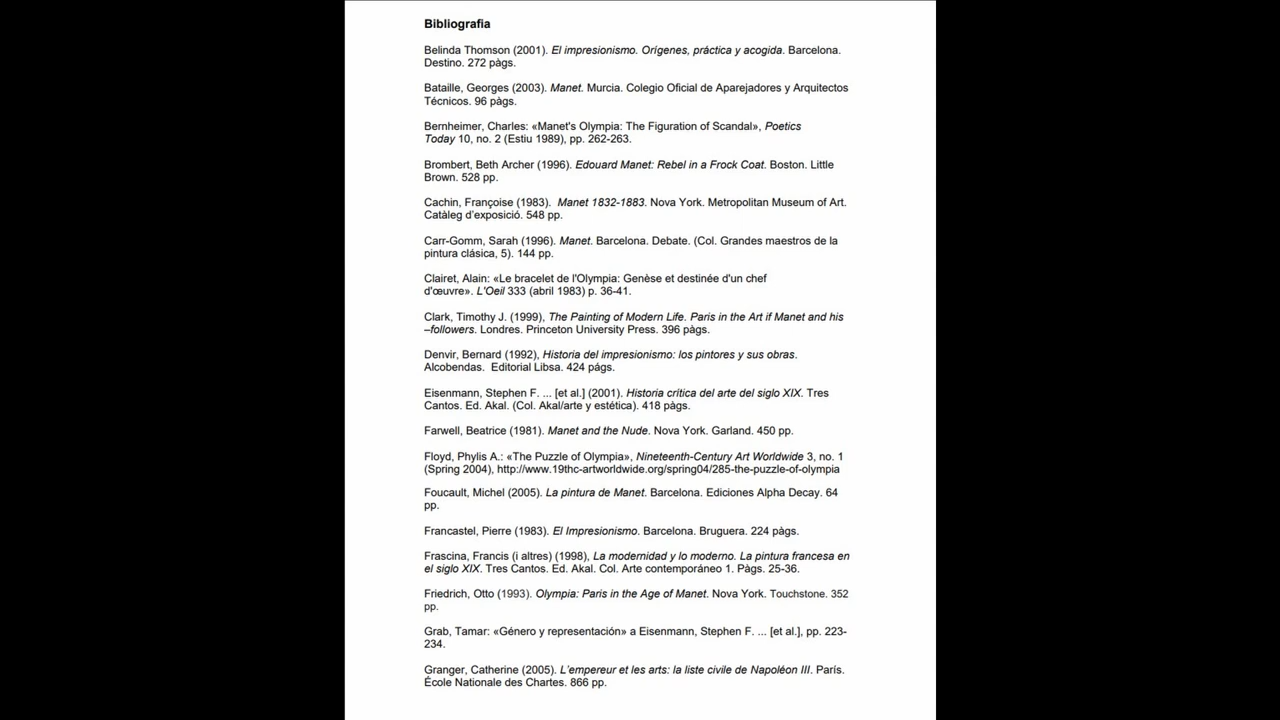 Bibliografia
Belinda Thomson (2001). El impresionismo. Orígenes, práctica y acogida. Barcelona.
Destino. 272 pàgs.
Bataille, Georges (2003). Manet. Murcia. Colegio Oficial de Aparejadores y Arquitectos
Técnicos. 96 pàgs.
Bernheimer, Charles: «Manet's Olympia: The Figuration of Scandal», Poetics
Today 10, no. 2 (Estiu 1989), pp. 262-263.
Brombert, Beth Archer (1996). Edouard Manet: Rebel in a Frock Coat. Boston. Little
Brown. 528 pp.
Cachin, Françoise (1983).  Manet 1832-1883. Nova York. Metropolitan Museum of Art.
Catàleg d'exposició. 548 pp.
Carr-Gomm, Sarah (1996). Manet. Barcelona. Debate. (Col. Grandes maestros de la
pintura clásica, 5). 144 pp.
Clairet, Alain: «Le bracelet de l'Olympia: Genèse et destinée d'un chef
d'œuvre». L'Oeil 333 (abril 1983) p. 36-41.
Clark, Timothy J. (1999), The Painting of Modern Life. Paris in the Art if Manet and his
–followers. Londres. Princeton University Press. 396 pàgs.
Denvir, Bernard (1992), Historia del impresionismo: los pintores y sus obras.
Alcobendas.  Editorial Libsa. 424 págs.
Eisenmann, Stephen F. ... [et al.] (2001). Historia crítica del arte del siglo XIX. Tres
Cantos. Ed. Akal. (Col. Akal/arte y estética). 418 pàgs.
Farwell, Beatrice (1981). Manet and the Nude. Nova York. Garland. 450 pp.
Floyd, Phylis A.: «The Puzzle of Olympia», Nineteenth-Century Art Worldwide 3, no. 1
(Spring 2004), http://www.19thc-artworldwide.org/spring04/285-the-puzzle-of-olympia
Foucault, Michel (2005). La pintura de Manet. Barcelona. Ediciones Alpha Decay. 64
pp.
Francastel, Pierre (1983). El Impresionismo. Barcelona. Bruguera. 224 pàgs.
Frascina, Francis (i altres) (1998), La modernidad y lo moderno. La pintura francesa en
el siglo XIX. Tres Cantos. Ed. Akal. Col. Arte contemporáneo 1. Pàgs. 25-36.
Friedrich, Otto (1993). Olympia: Paris in the Age of Manet. Nova York. Touchstone. 352
pp.
Grab, Tamar: «Género y representación» a Eisenmann, Stephen F. ... [et al.], pp. 223-
234.
Granger, Catherine (2005). L'empereur et les arts: la liste civile de Napoléon III. París.
École Nationale des Chartes. 866 pp.